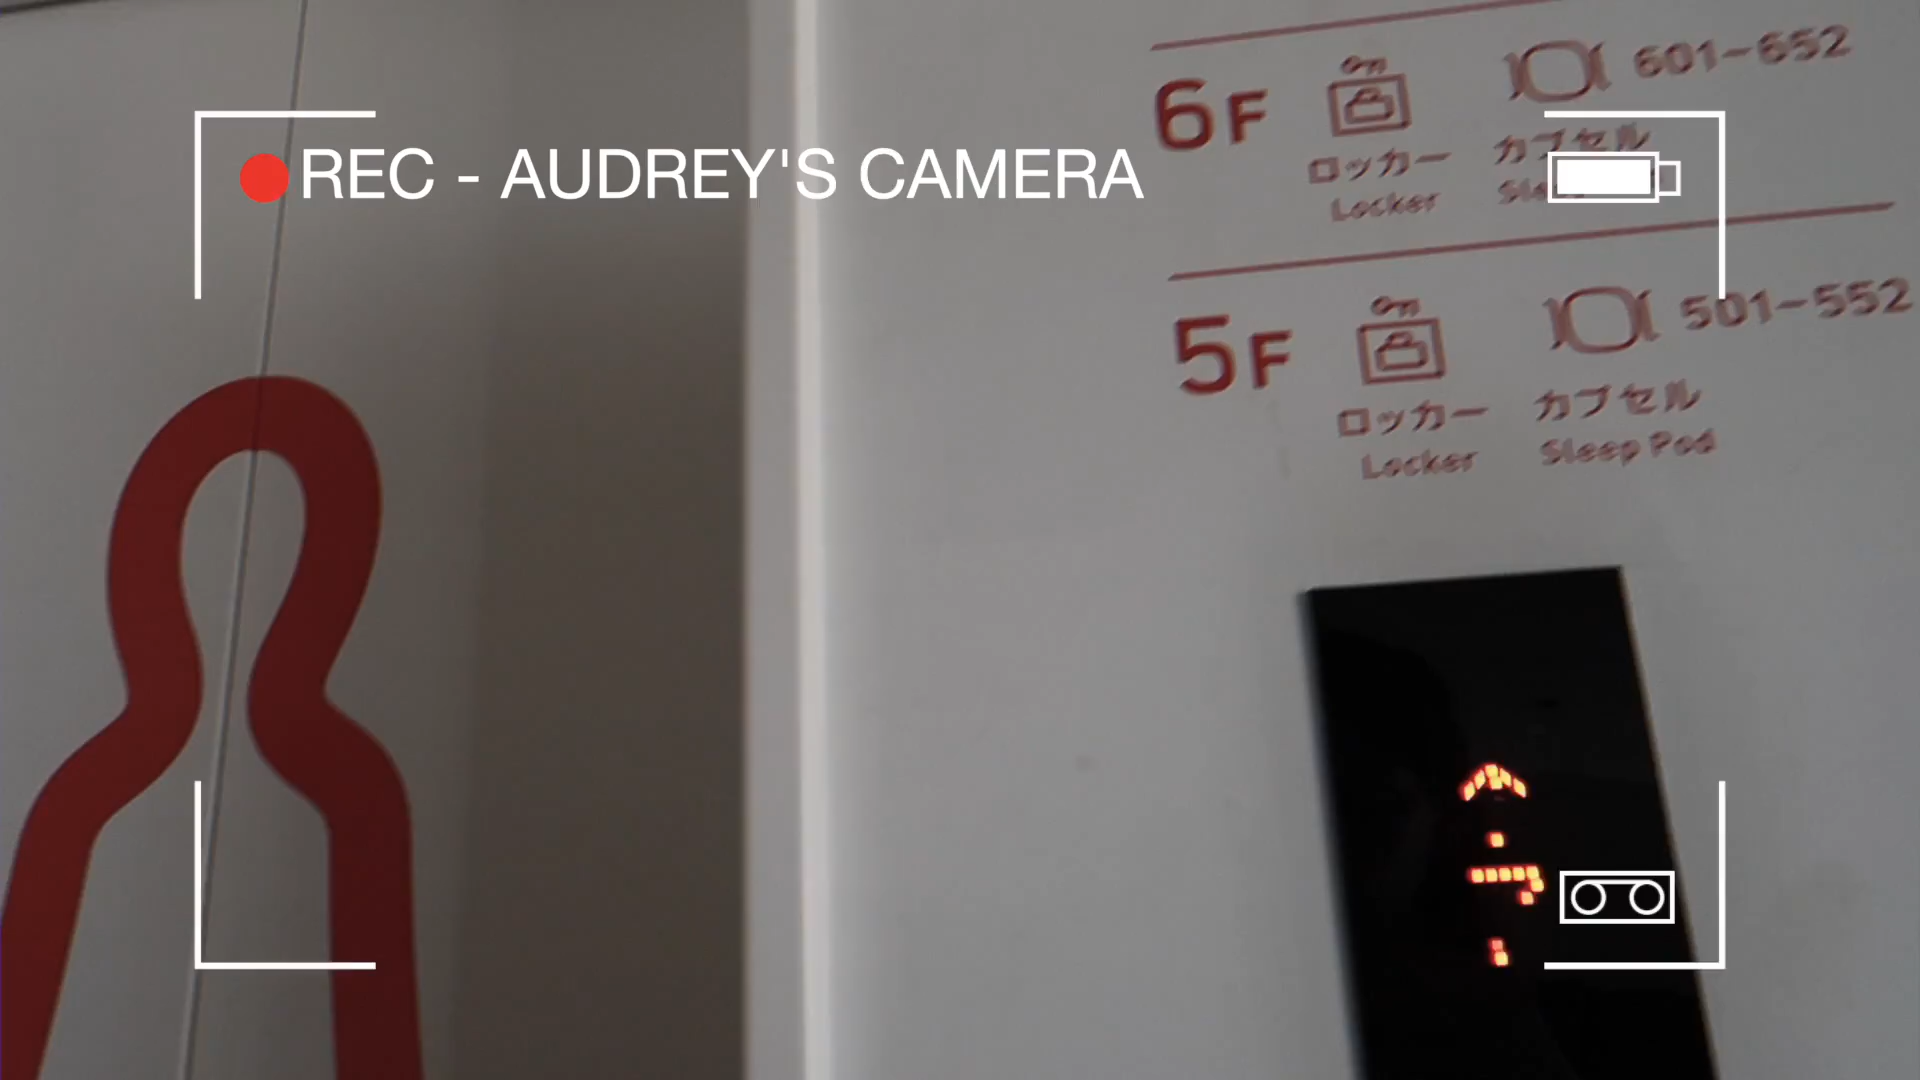 6F 601-652
ロッカー カプセル
Locker
REC - AUDREY'S CAMERA
5F 501-552
ロッカー カプセル
Locker Sleep Pod